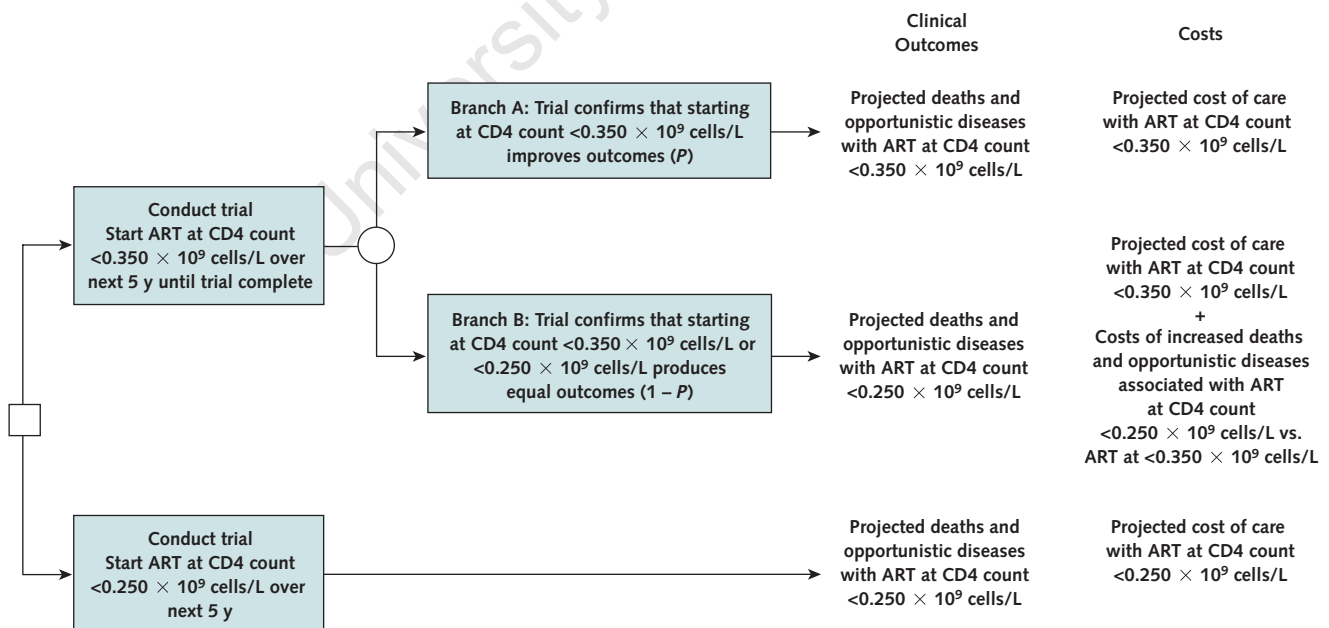 Clinical
Outcomes
Costs
University
Branch A: Trial confirms that starting
at CD4 count <0.350 × 10⁹ cells/L
improves outcomes (P)
Projected deaths and
opportunistic diseases
with ART at CD4 count
<0.350 × 10⁹ cells/L
Projected cost of care
with ART at CD4 count
<0.350 × 10⁹ cells/L
Conduct trial
Start ART at CD4 count
<0.350 × 10⁹ cells/L over
next 5 y until trial complete
Branch B: Trial confirms that starting
at CD4 count <0.350 × 10⁹ cells/L or
<0.250 × 10⁹ cells/L produces
equal outcomes (1 – P)
Projected deaths and
opportunistic diseases
with ART at CD4 count
<0.250 × 10⁹ cells/L
Projected cost of care
with ART at CD4 count
<0.350 × 10⁹ cells/L
+
Costs of increased deaths
and opportunistic diseases
associated with ART
at CD4 count
<0.250 × 10⁹ cells/L vs.
ART at <0.350 × 10⁹ cells/L
Conduct trial
Start ART at CD4 count
<0.250 × 10⁹ cells/L over
next 5 y
Projected deaths and
opportunistic diseases
with ART at CD4 count
<0.250 × 10⁹ cells/L
Projected cost of care
with ART at CD4 count
<0.250 × 10⁹ cells/L